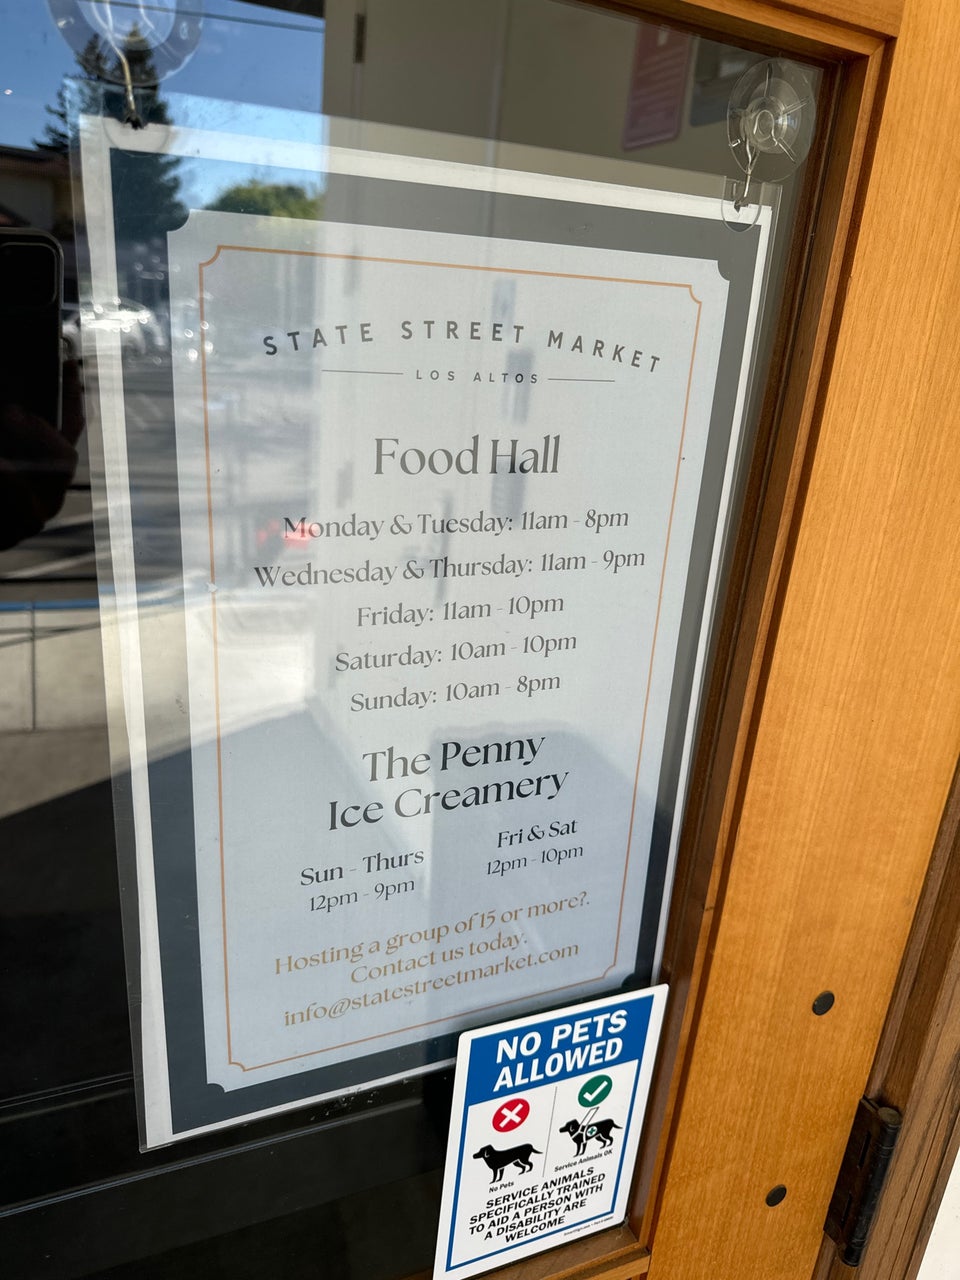 STATE STREET MARKET
LOS ALTOS
Food Hall
Monday & Tuesday: 11am - 8pm
Wednesday & Thursday: 11am - 9pm
Friday: 11am - 10pm
Saturday: 10am - 10pm
Sunday: 10am - 8pm
The Penny
Ice Creamery
Sun - Thurs
12pm - 9pm
Fri & Sat
12pm - 10pm
Hosting a group of 15 or more?.
Contact us today.
info@statestreetmarket.com
NO PETS
ALLOWED
No Pets
Service Animals OK
SERVICE ANIMALS
SPECIFICALLY TRAINED
TO AID A PERSON WITH
A DISABILITY ARE
WELCOME